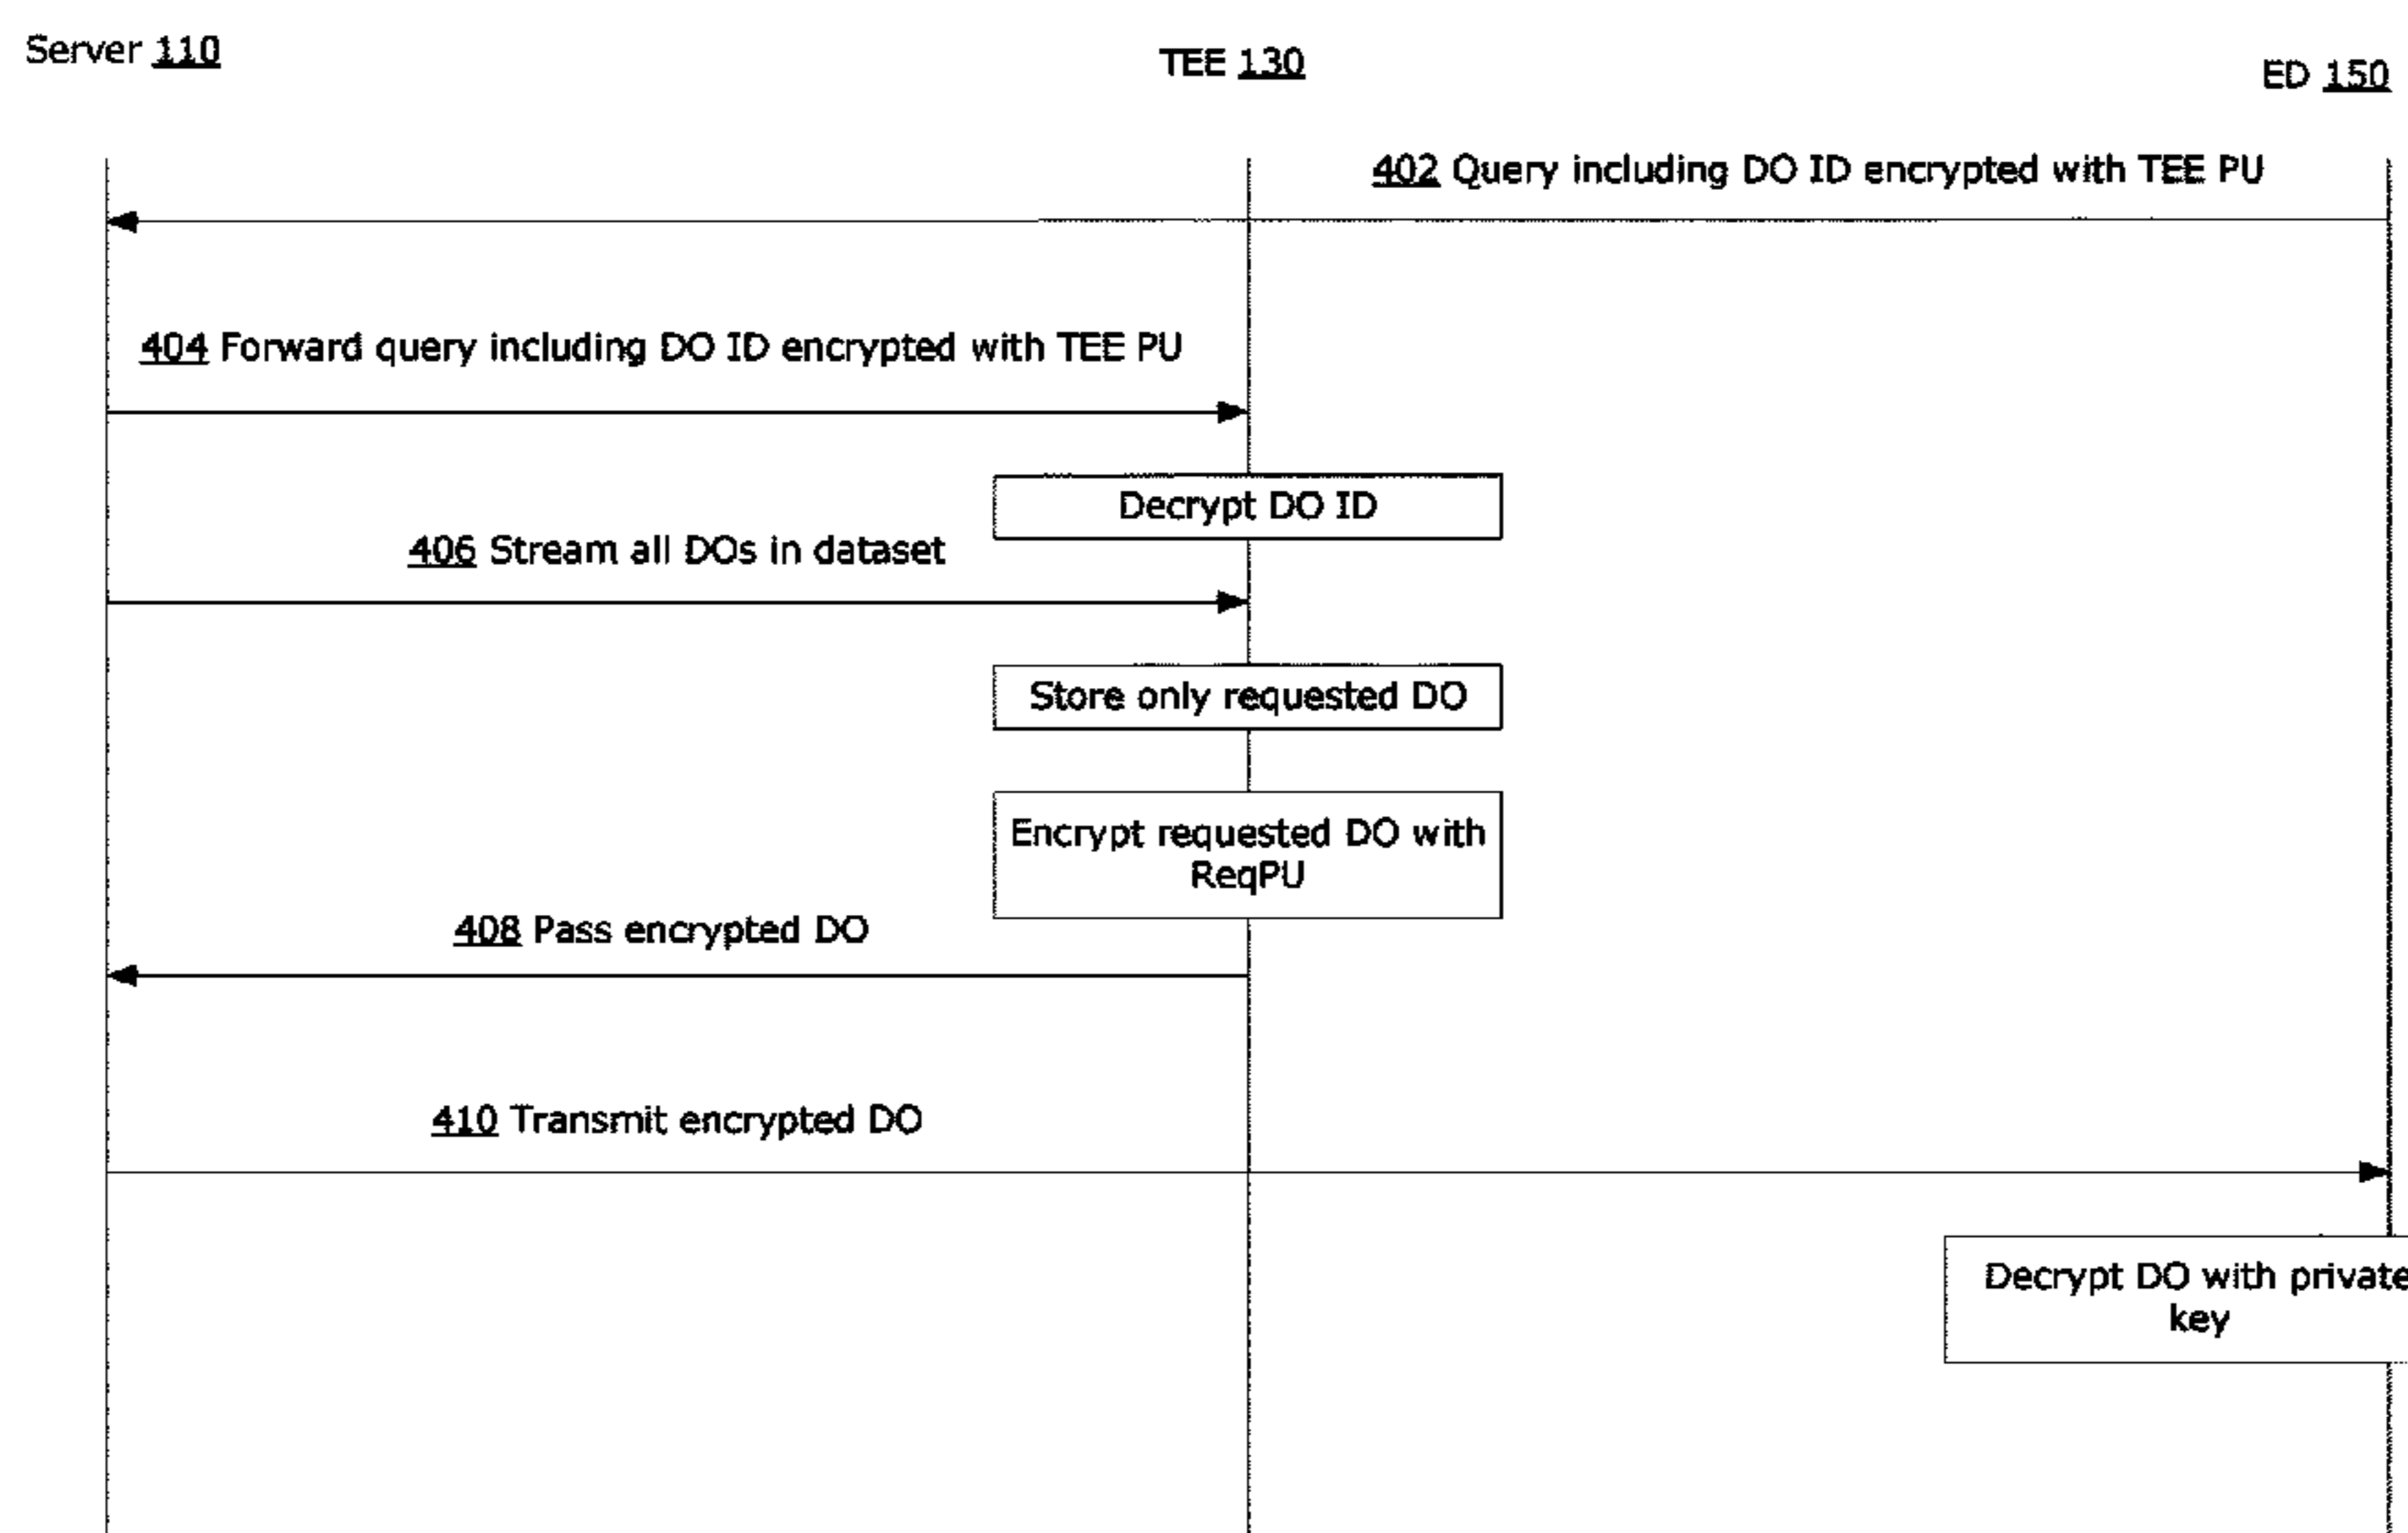 Server 110
TEE 130
ED 150
402 Query including DO ID encrypted with TEE PU
404 Forward query including DO ID encrypted with TEE PU
Decrypt DO ID
406 Stream all DOs in dataset
Store only requested DO
Encrypt requested DO with
ReqPU
408 Pass encrypted DO
410 Transmit encrypted DO
Decrypt DO with private
key